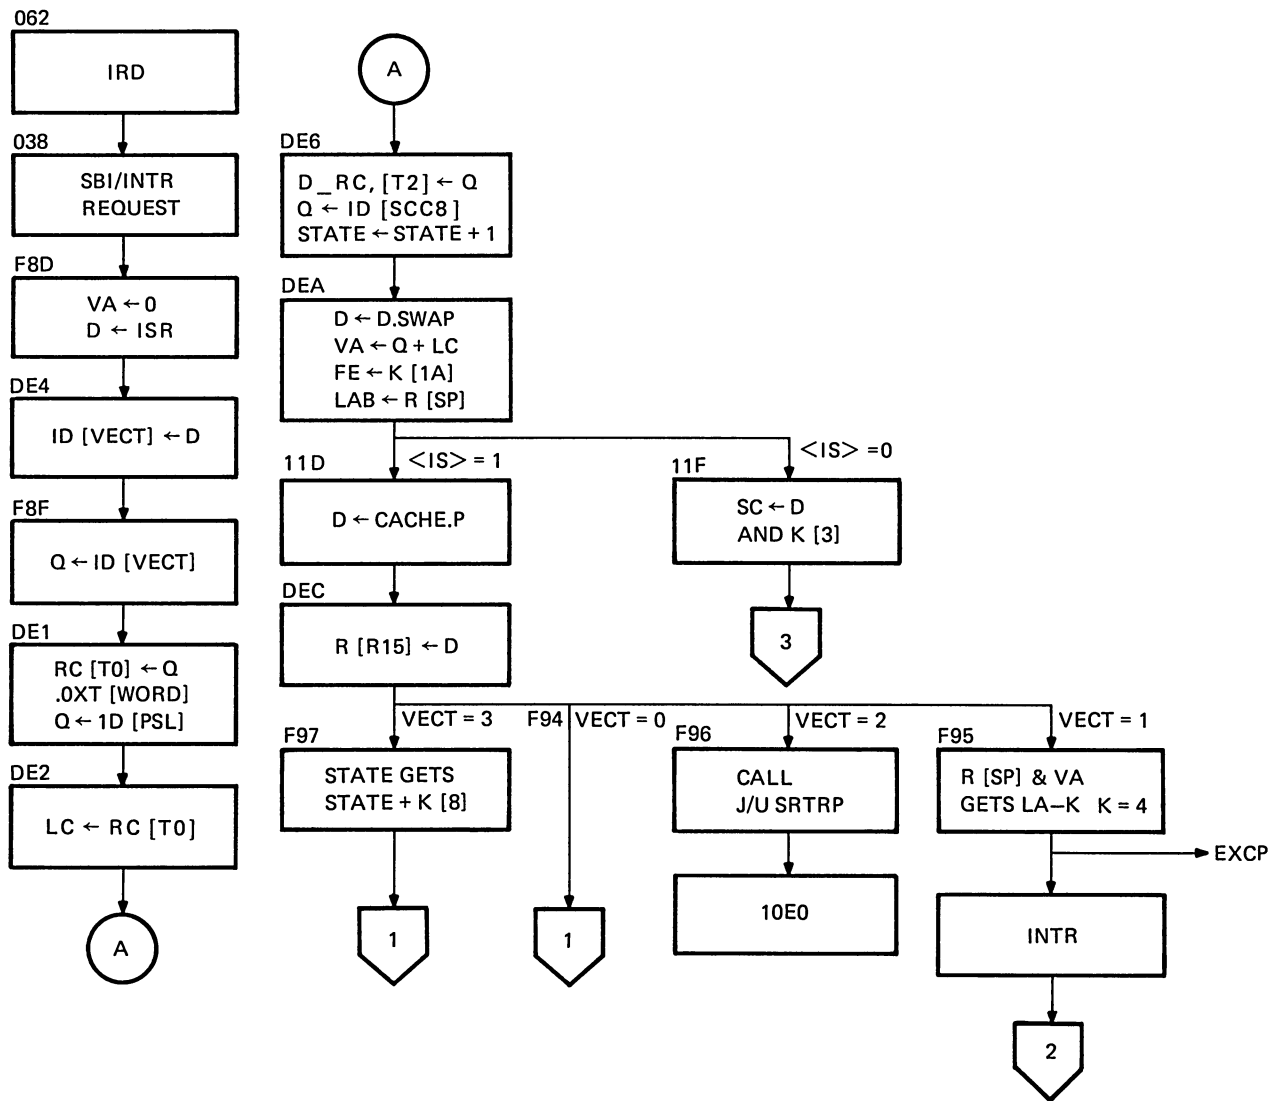 062
IRD
038
SBI/INTR
REQUEST
F8D
VA ← 0
D ← ISR
DE4
ID [VECT] ← D
F8F
Q ← ID [VECT]
DE1
RC [T0] ← Q
.0XT [WORD]
Q ← 1D [PSL]
DE2
LC ← RC [T0]
A
A
DE6
D_RC, [T2] ← Q
Q ← ID [SCC8]
STATE ← STATE + 1
DEA
D ← D.SWAP
VA ← Q + LC
FE ← K [1A]
LAB ← R [SP]
<IS> = 1
<IS> =0
11D
D ← CACHE.P
11F
SC ← D
AND K [3]
3
DEC
R [R15] ← D
VECT = 3
F94
VECT = 0
VECT = 2
VECT = 1
F97
STATE GETS
STATE + K [8]
1
1
F96
CALL
J/U SRTRP
10E0
F95
R [SP] & VA
GETS LA–K K = 4
EXCP
INTR
2